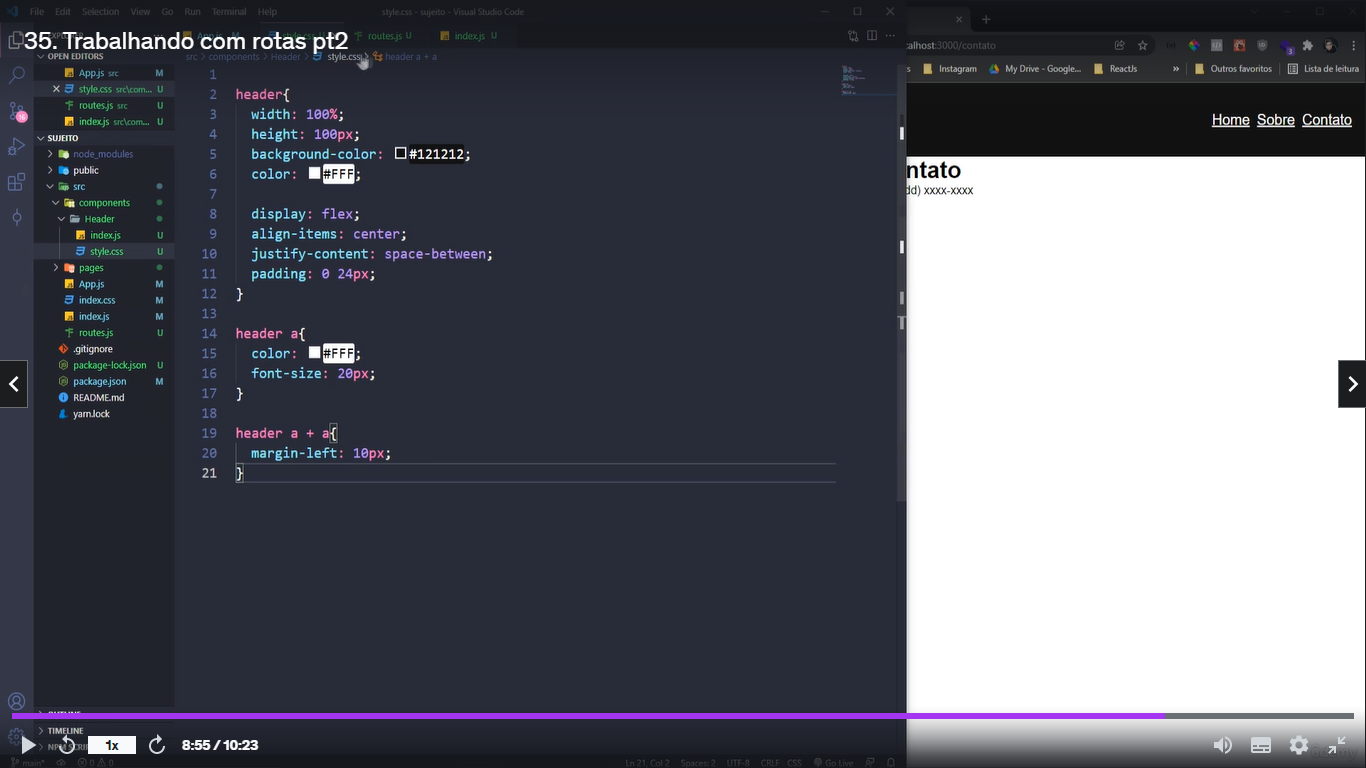 File Edit Selection View Go Run Terminal Help
style.css - sujeito - Visual Studio Code
35. Trabalhando com rotas pt2
routes.js U
index.js U
src > components > Header > style.css > header a + a
OPEN EDITORS
App.js src M
style.css src\com... U
routes.js src U
index.js src\com... U
SUJEITO
node_modules
public
src
components
Header
index.js U
style.css U
pages
App.js M
index.css M
index.js M
routes.js U
.gitignore
package-lock.json U
package.json M
README.md
yarn.lock
TIMELINE
1
2 header{
3 width: 100%;
4 height: 100px;
5 background-color: #121212;
6 color: #FFF;
7
8 display: flex;
9 align-items: center;
10 justify-content: space-between;
11 padding: 0 24px;
12 }
13
14 header a{
15 color: #FFF;
16 font-size: 20px;
17 }
18
19 header a + a{
20 margin-left: 10px;
21 }
calhost:3000/contato
s Instagram My Drive - Google... ReactJs » Outros favoritos Lista de leitura
Home Sobre Contato
ntato
dd) xxxx-xxxx
1x
8:55 / 10:23
main* 0 0
Ln 21, Col 2 Spaces: 2 UTF-8 CRLF CSS Go Live